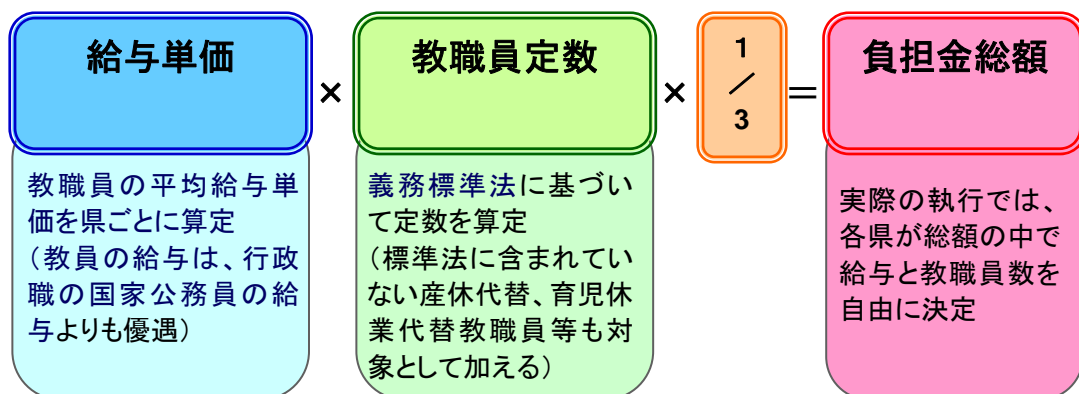 給与単価
×
教職員定数
×
1
／
3
＝
負担金総額
教職員の平均給与単
価を県ごとに算定
（教員の給与は、行政
職の国家公務員の給
与よりも優遇）
義務標準法に基づい
て定数を算定
（標準法に含まれてい
ない産休代替、育児休
業代替教職員等も対
象として加える）
実際の執行では、
各県が総額の中で
給与と教職員数を
自由に決定